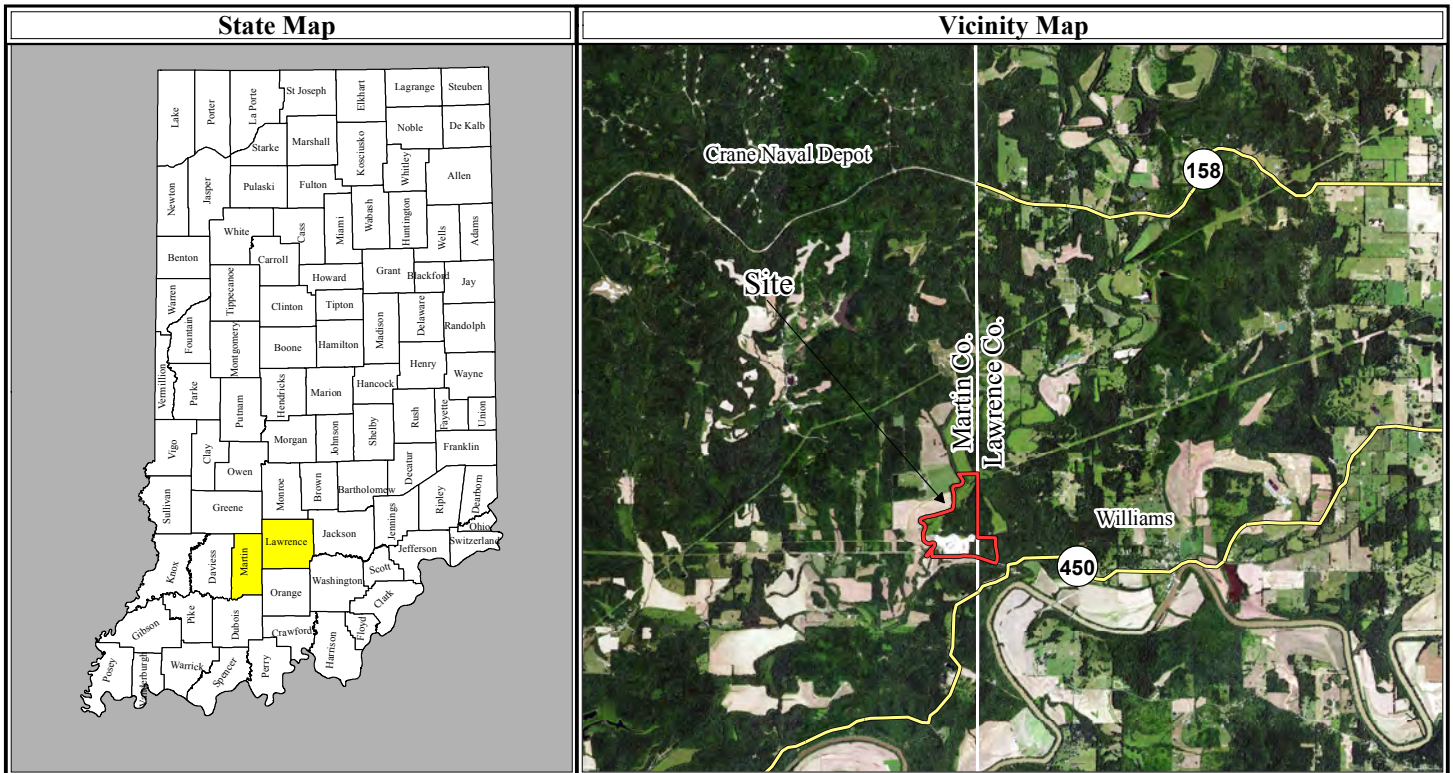 State Map
Vicinity Map
Lake
Porter
La Porte
St Joseph
Elkhart
Lagrange
Steuben
Noble
De Kalb
Starke
Marshall
Kosciusko
Whitley
Allen
Newton
Jasper
Pulaski
Fulton
Wabash
Huntington
Miami
White
Cass
Wells
Adams
Benton
Carroll
Howard
Grant
Blackford
Jay
Warren
Tippecanoe
Clinton
Tipton
Fountain
Montgomery
Boone
Hamilton
Madison
Delaware
Randolph
Henry
Wayne
Vermillion
Parke
Putnam
Hendricks
Marion
Hancock
Rush
Fayette
Union
Shelby
Johnson
Morgan
Vigo
Clay
Owen
Franklin
Decatur
Monroe
Brown
Bartholomew
Sullivan
Greene
Jennings
Ripley
Dearborn
Ohio
Switzerland
Jefferson
Lawrence
Jackson
Martin
Daviess
Knox
Scott
Washington
Clark
Orange
Pike
Dubois
Gibson
Crawford
Floyd
Harrison
Posey
Vanderburgh
Warrick
Spencer
Perry
Crane Naval Depot
158
Site
Martin Co.
Lawrence Co.
Williams
450